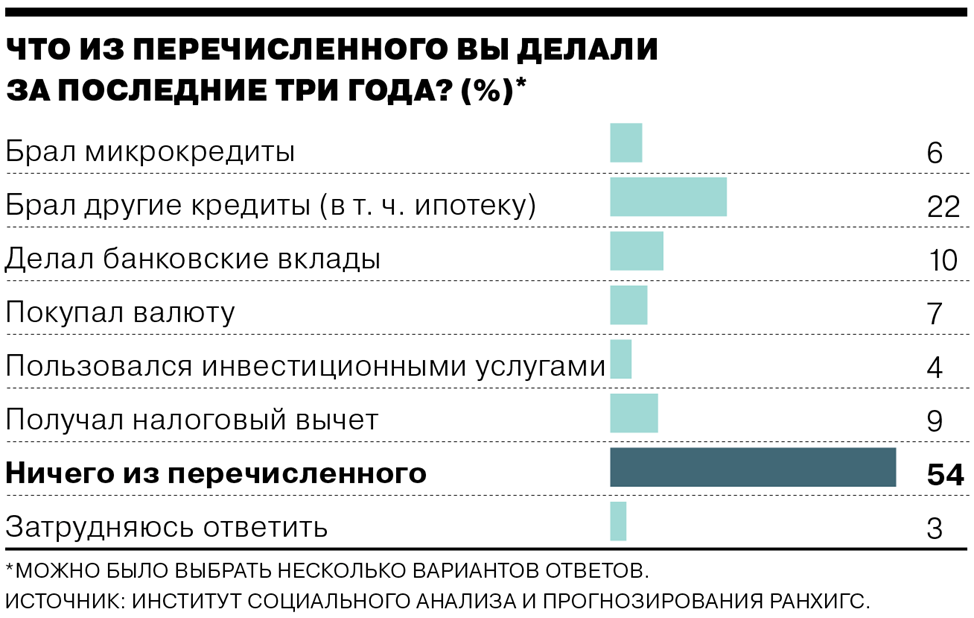 ЧТО ИЗ ПЕРЕЧИСЛЕННОГО ВЫ ДЕЛАЛИ
ЗА ПОСЛЕДНИЕ ТРИ ГОДА? (%)*
Брал микрокредиты 6
Брал другие кредиты (в т. ч. ипотеку) 22
Делал банковские вклады 10
Покупал валюту 7
Пользовался инвестиционными услугами 4
Получал налоговый вычет 9
Ничего из перечисленного 54
Затрудняюсь ответить 3
*МОЖНО БЫЛО ВЫБРАТЬ НЕСКОЛЬКО ВАРИАНТОВ ОТВЕТОВ.
ИСТОЧНИК: ИНСТИТУТ СОЦИАЛЬНОГО АНАЛИЗА И ПРОГНОЗИРОВАНИЯ РАНХИГС.